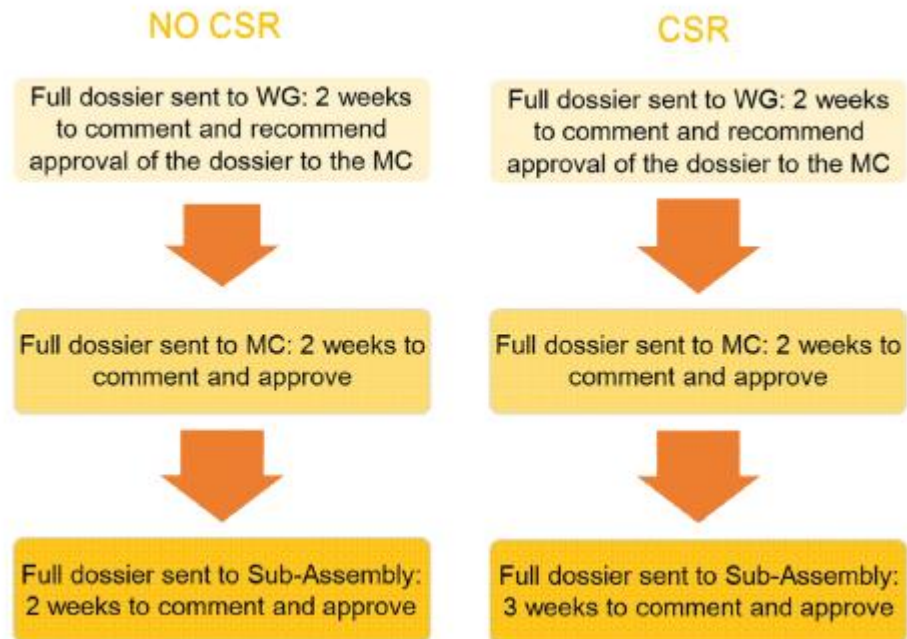 NO CSR
Full dossier sent to WG: 2 weeks
to comment and recommend
approval of the dossier to the MC
Full dossier sent to MC: 2 weeks to
comment and approve
Full dossier sent to Sub-Assembly:
2 weeks to comment and approve
CSR
Full dossier sent to WG: 2 weeks
to comment and recommend
approval of the dossier to the MC
Full dossier sent to MC: 2 weeks to
comment and approve
Full dossier sent to Sub-Assembly:
3 weeks to comment and approve